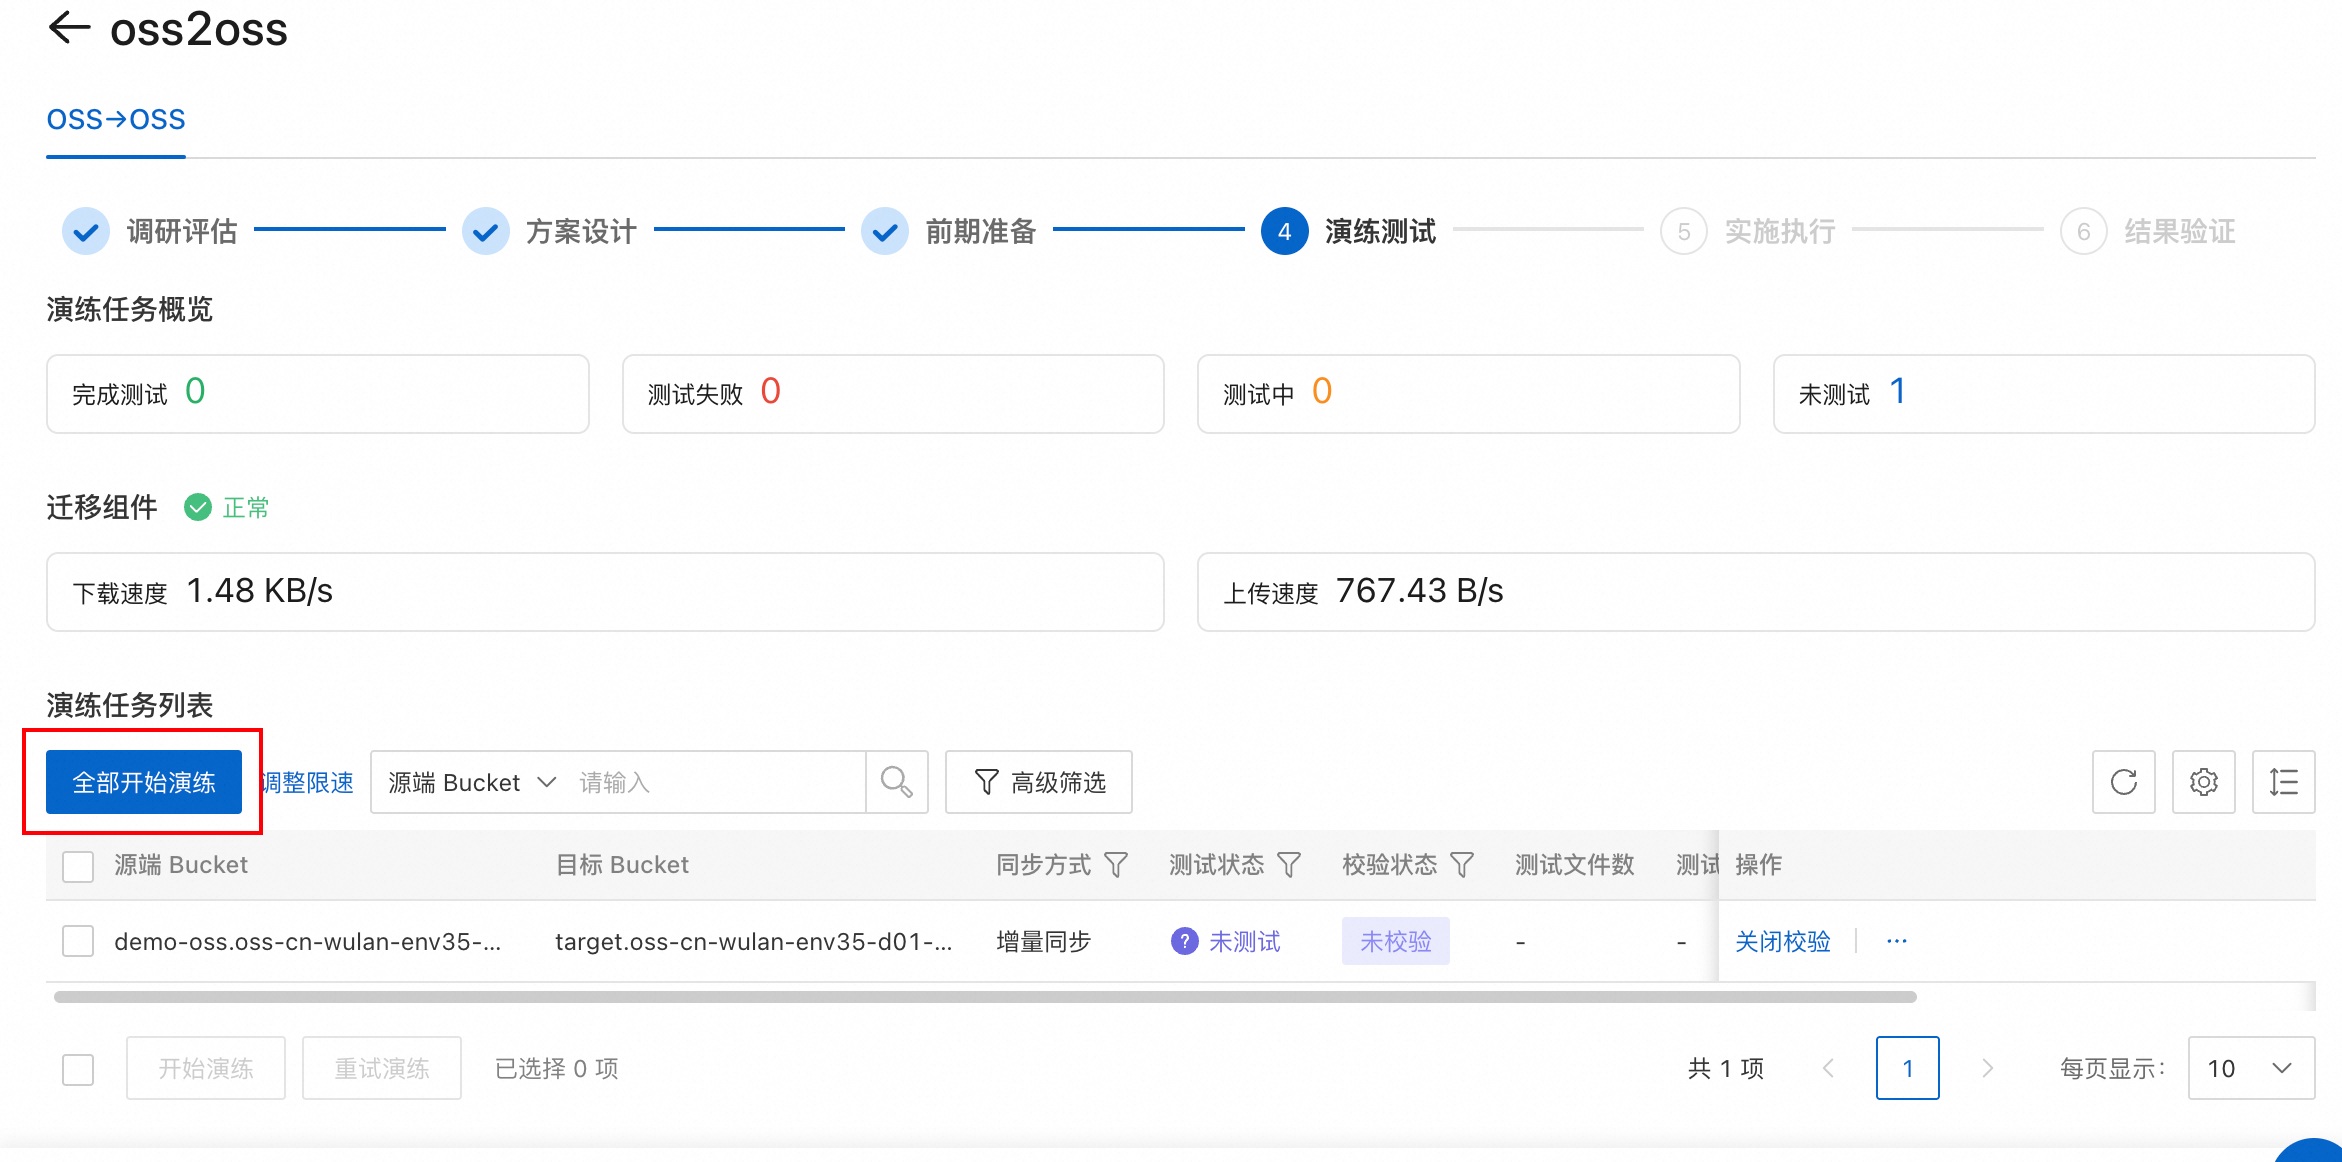 oss2oss
OSS→OSS
调研评估 方案设计 前期准备 4 演练测试 5 实施执行 6 结果验证
演练任务概览
完成测试 0 测试失败 0 测试中 0 未测试 1
迁移组件 正常
下载速度 1.48 KB/s 上传速度 767.43 B/s
演练任务列表
全部开始演练 调整限速 源端 Bucket 请输入 高级筛选
源端 Bucket 目标 Bucket 同步方式 测试状态 校验状态 测试文件数 测试 操作
demo-oss.oss-cn-wulan-env35-... target.oss-cn-wulan-env35-d01-... 增量同步 ? 未测试 未校验 - - 关闭校验 ···
开始演练 重试演练 已选择 0 项 共 1 项 1 每页显示: 10